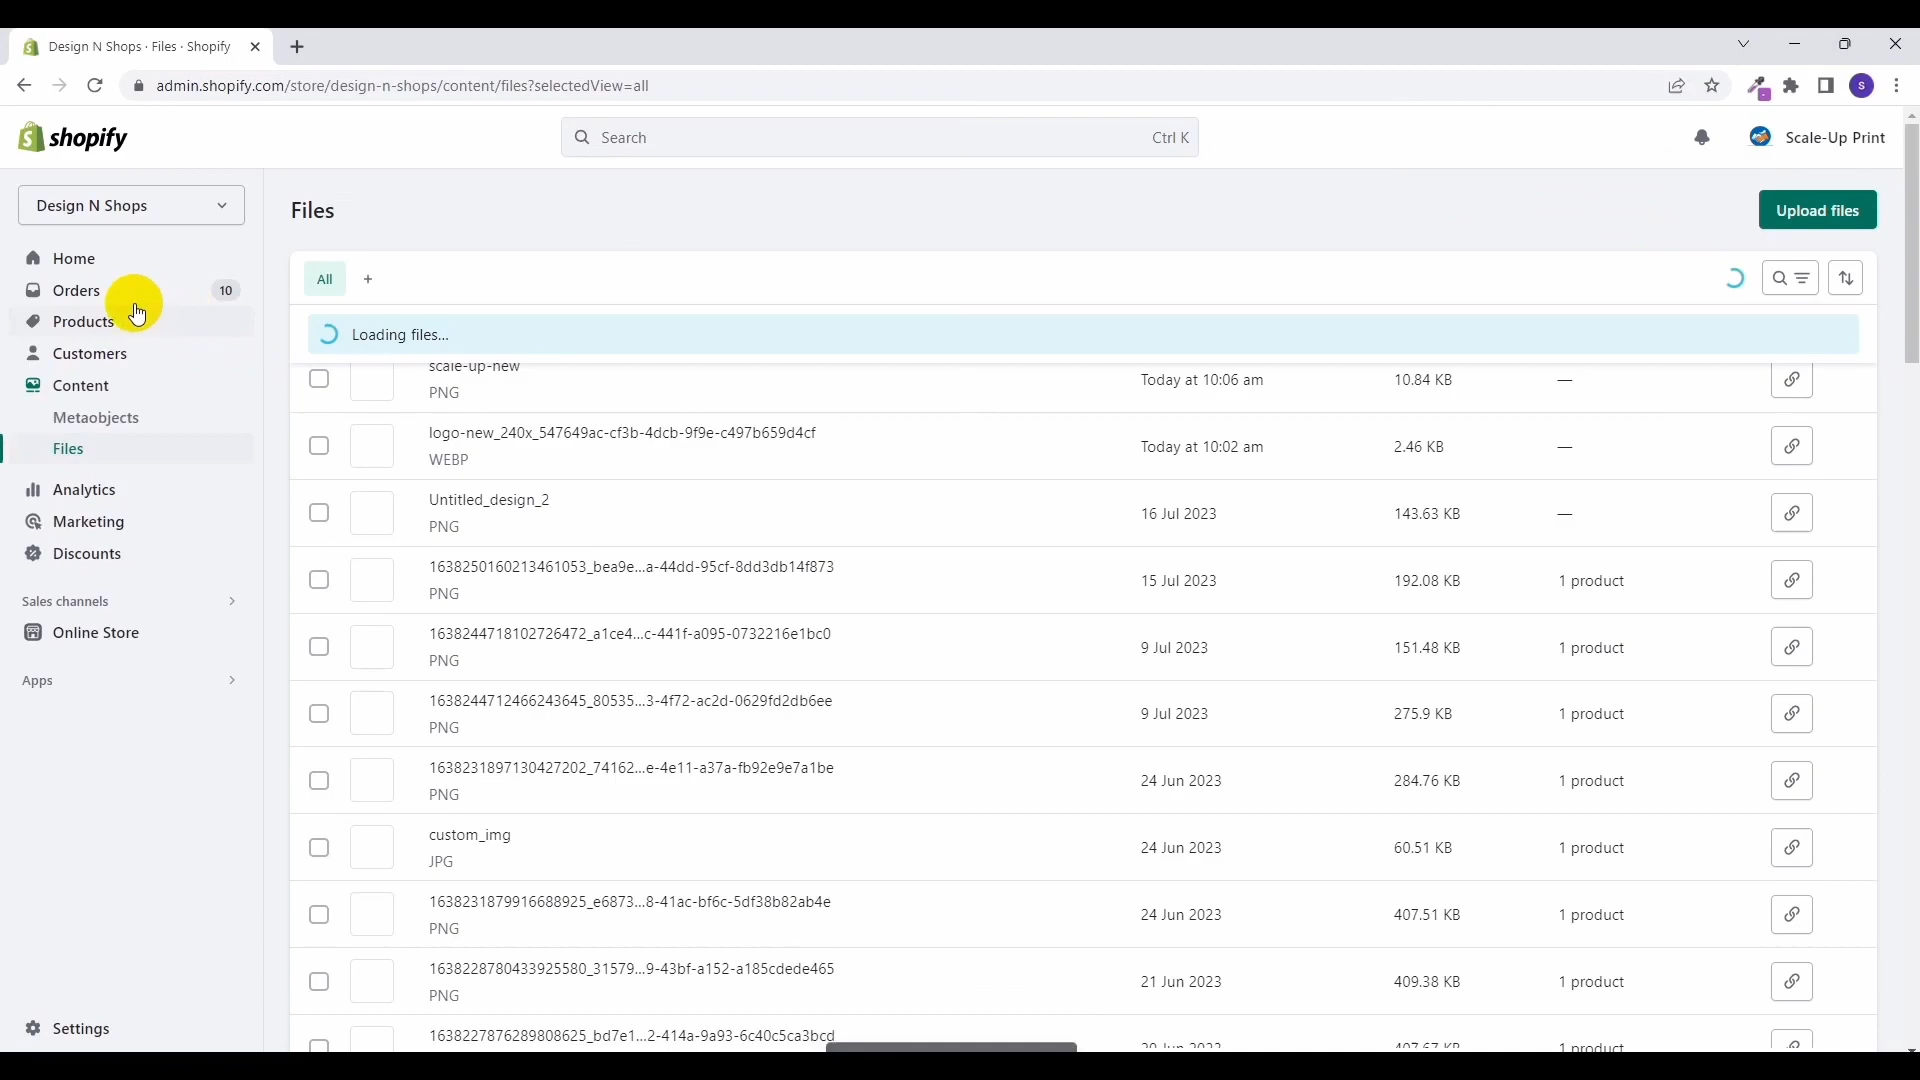 Design N Shops · Files · Shopify
admin.shopify.com/store/design-n-shops/content/files?selectedView=all
S
shopify
Search Ctrl K
Scale-Up Print
Design N Shops
Home
Orders 10
Products
Customers
Content
Metaobjects
Files
Analytics
Marketing
Discounts
Sales channels
Online Store
Apps
Settings
Files
Upload files
All +
Loading files...
scale-up-new
PNG
Today at 10:06 am 10.84 KB —
logo-new_240x_547649ac-cf3b-4dcb-9f9e-c497b659d4cf
WEBP
Today at 10:02 am 2.46 KB —
Untitled_design_2
PNG
16 Jul 2023 143.63 KB —
1638250160213461053_bea9e...a-44dd-95cf-8dd3db14f873
PNG
15 Jul 2023 192.08 KB 1 product
1638244718102726472_a1ce4...c-441f-a095-0732216e1bc0
PNG
9 Jul 2023 151.48 KB 1 product
1638244712466243645_80535...3-4f72-ac2d-0629fd2db6ee
PNG
9 Jul 2023 275.9 KB 1 product
1638231897130427202_74162...e-4e11-a37a-fb92e9e7a1be
PNG
24 Jun 2023 284.76 KB 1 product
custom_img
JPG
24 Jun 2023 60.51 KB 1 product
1638231879916688925_e6873...8-41ac-bf6c-5df38b82ab4e
PNG
24 Jun 2023 407.51 KB 1 product
1638228780433925580_31579...9-43bf-a152-a185cdede465
PNG
21 Jun 2023 409.38 KB 1 product
1638227876289808625_bd7e1...2-414a-9a93-6c40c5ca3bcd
20 Jun 2023 407.67 KB 1 product